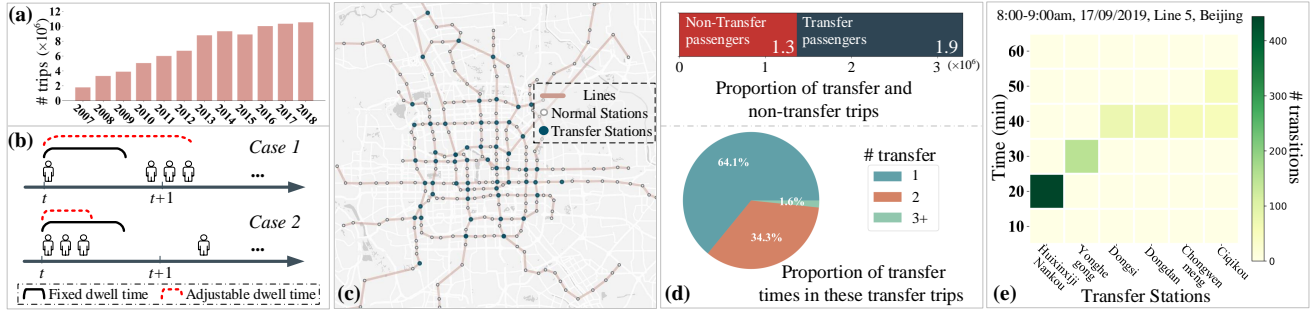 (a)
# trips (×10⁶)
12
10
8
6
4
2
0
2007
2008
2009
2010
2011
2012
2013
2014
2015
2016
2017
2018
(b)
Case 1
...
t
t+1
Case 2
...
t
t+1
Fixed dwell time
Adjustable dwell time
(c)
Lines
Normal Stations
Transfer Stations
Non-Transfer
passengers
1.3
Transfer
passengers
1.9
0
1
2
3
(×10⁶)
Proportion of transfer and
non-transfer trips
64.1%
1.6%
34.3%
# transfer
1
2
3+
(d)
Proportion of transfer
times in these transfer trips
8:00-9:00am, 17/09/2019, Line 5, Beijing
Time (min)
60
50
40
30
20
10
Huixinxiji
Nankou
Yonghe
gong
Dongsi
Dongdan
Chongwen
meng
Ciqikou
Transfer Stations
400
300
200
100
0
# transitions
(e)